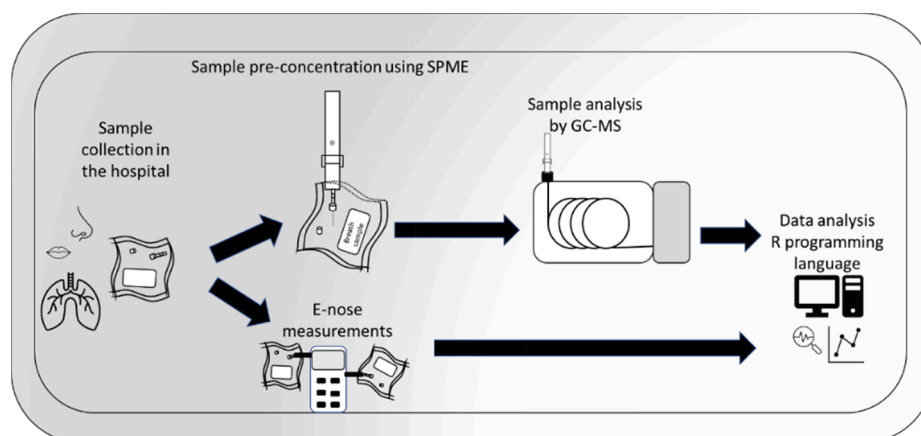 Sample pre-concentration using SPME
Sample analysis
by GC-MS
Sample
collection in
the hospital
Breath
sample
Data analysis
R programming
language
E-nose
measurements